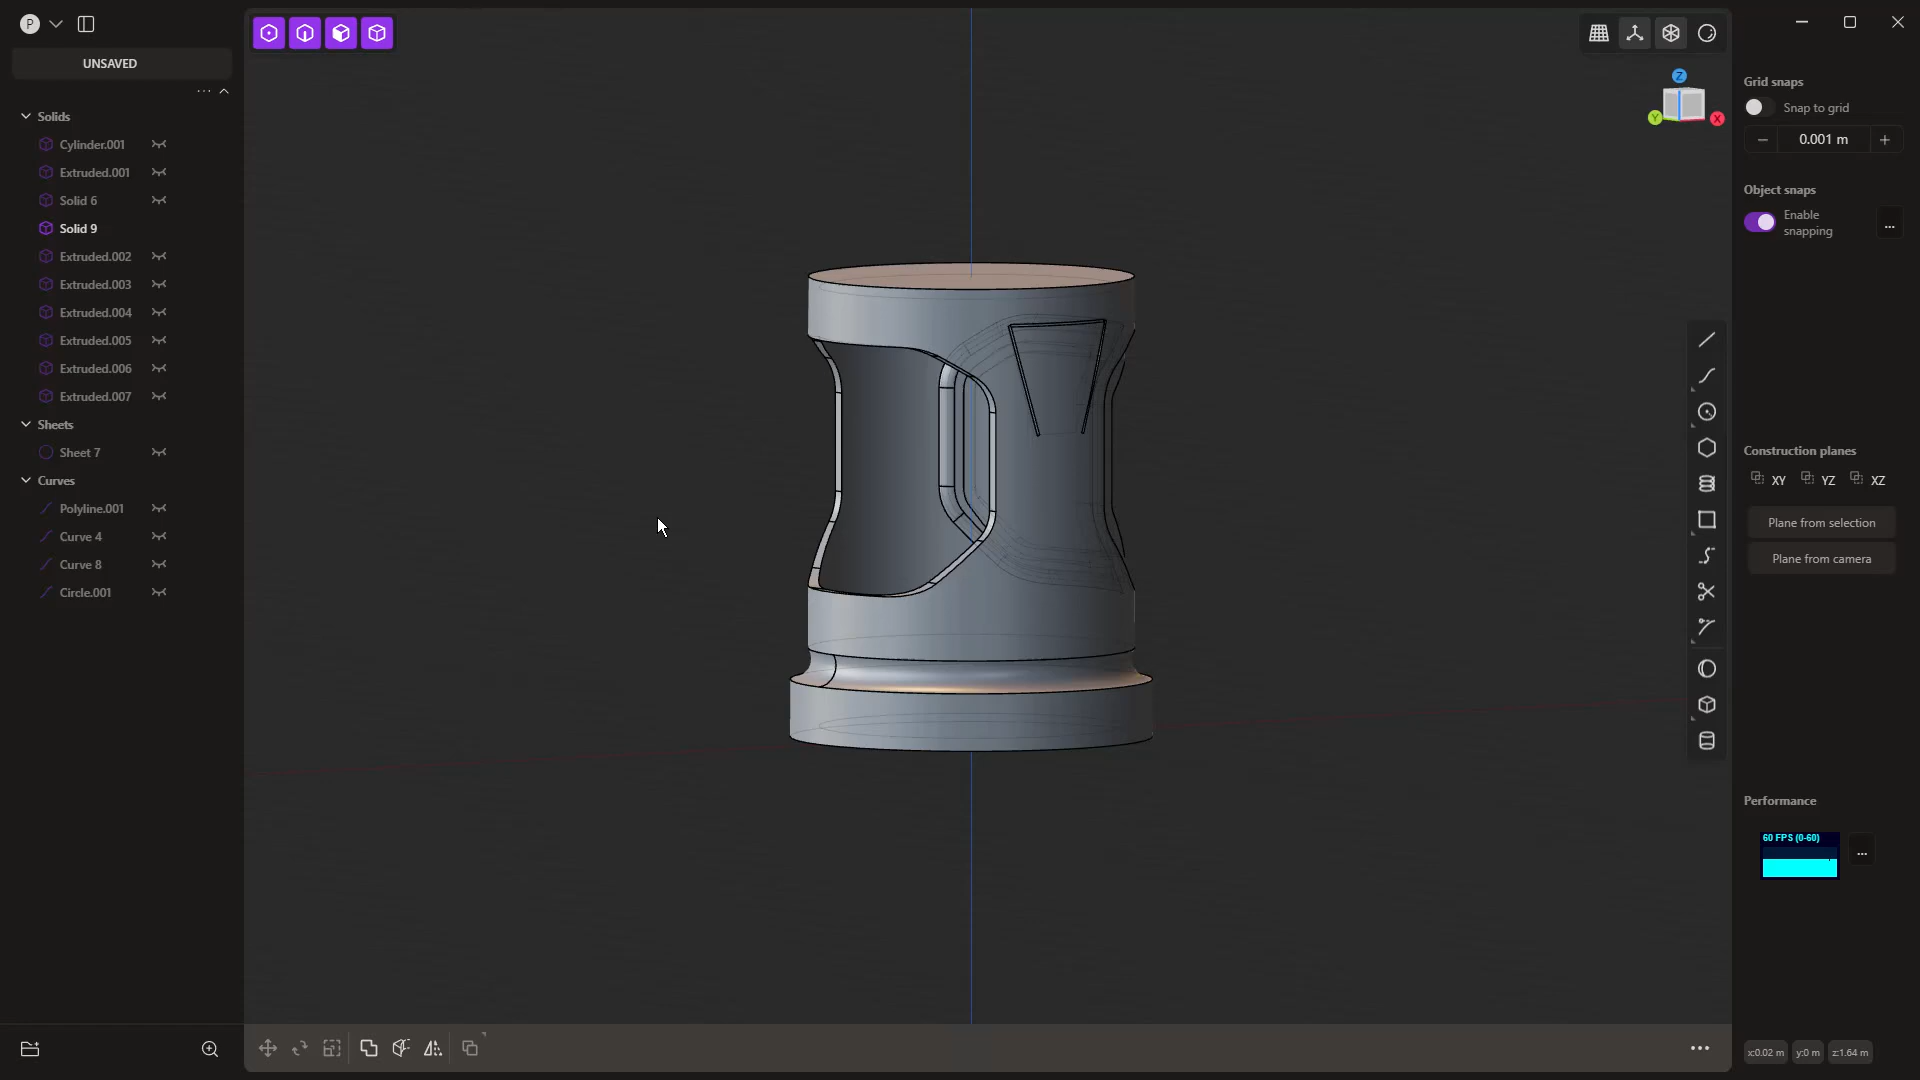 P
UNSAVED
Solids
Cylinder.001
Extruded.001
Solid 6
Solid 9
Extruded.002
Extruded.003
Extruded.004
Extruded.005
Extruded.006
Extruded.007
Sheets
Sheet 7
Curves
Polyline.001
Curve 4
Curve 8
Circle.001
Z
Y
X
Grid snaps
Snap to grid
0.001 m
Object snaps
Enable
snapping
Construction planes
XY
YZ
XZ
Plane from selection
Plane from camera
Performance
60 FPS (0-60)
x:0.02 m
y:0 m
z:1.64 m